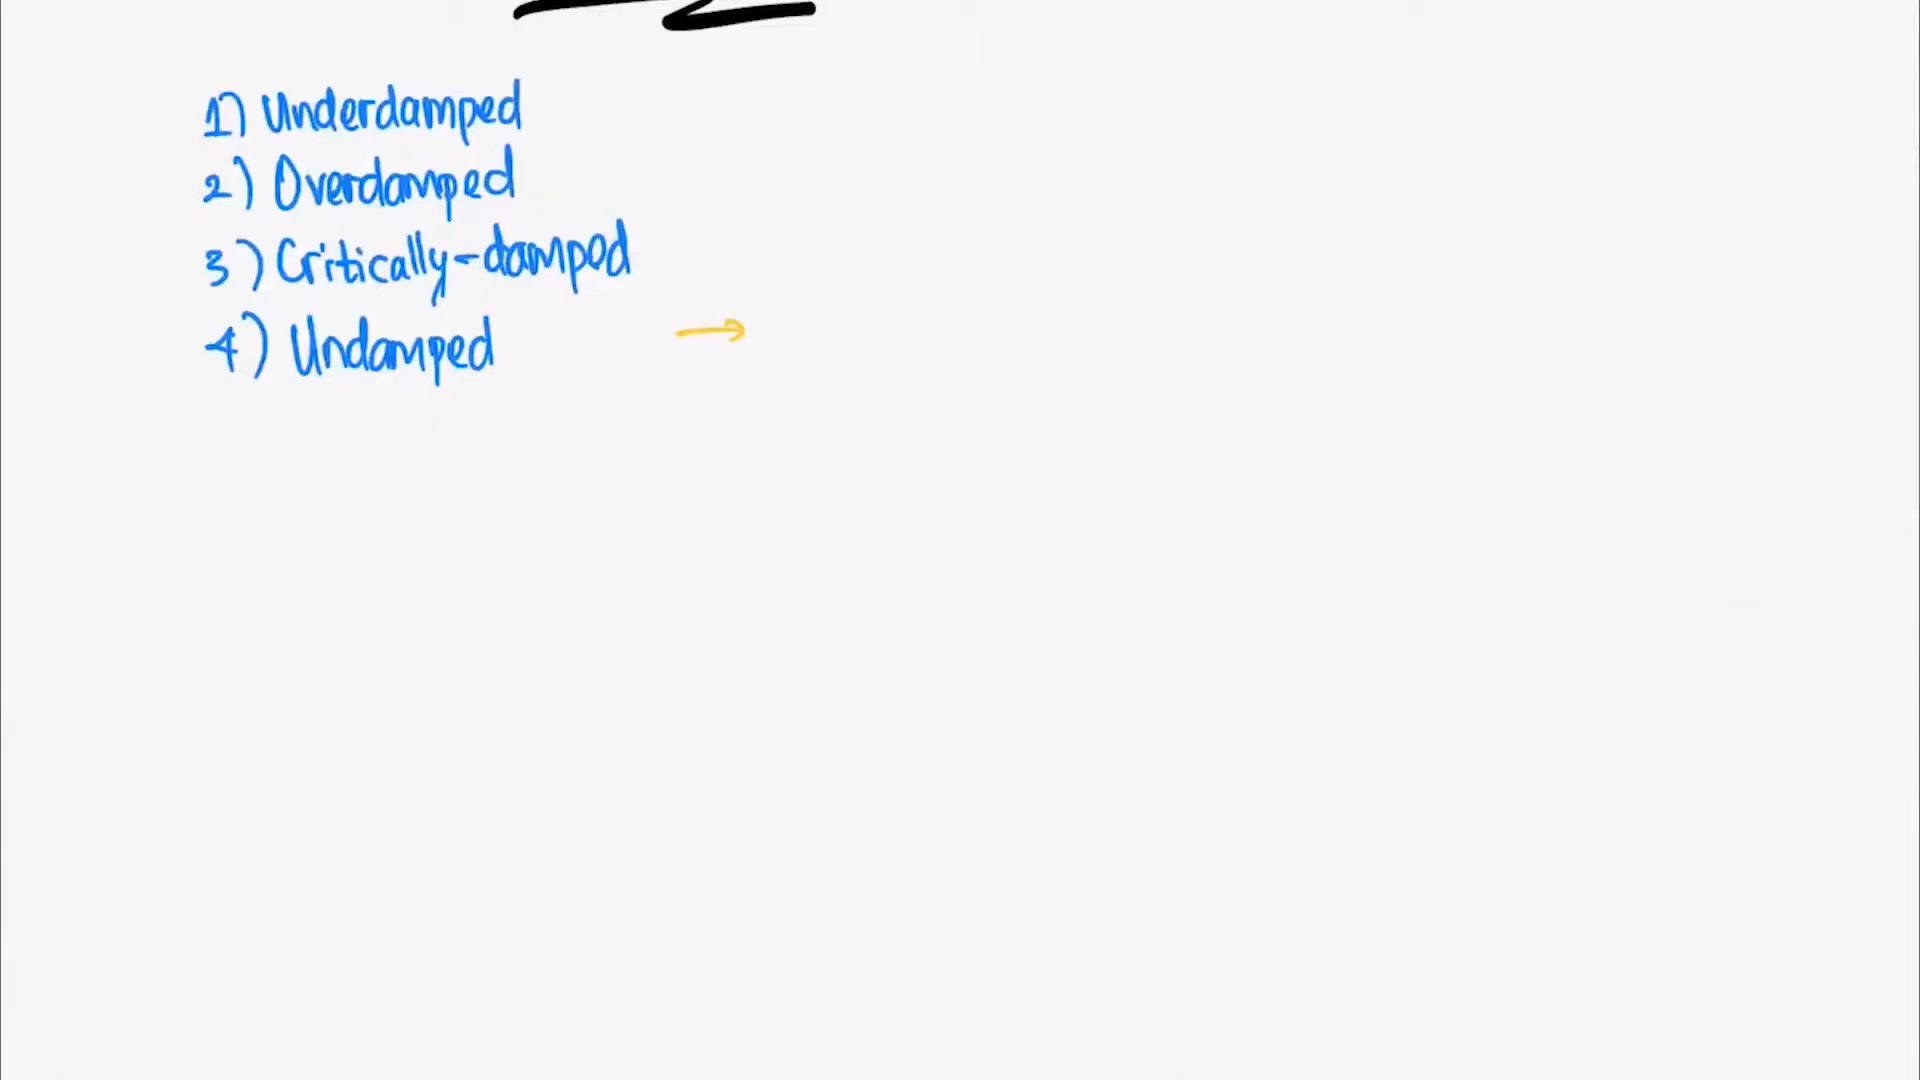 1) Underdamped
2) Overdamped
3) Critically-damped
4) Undamped →